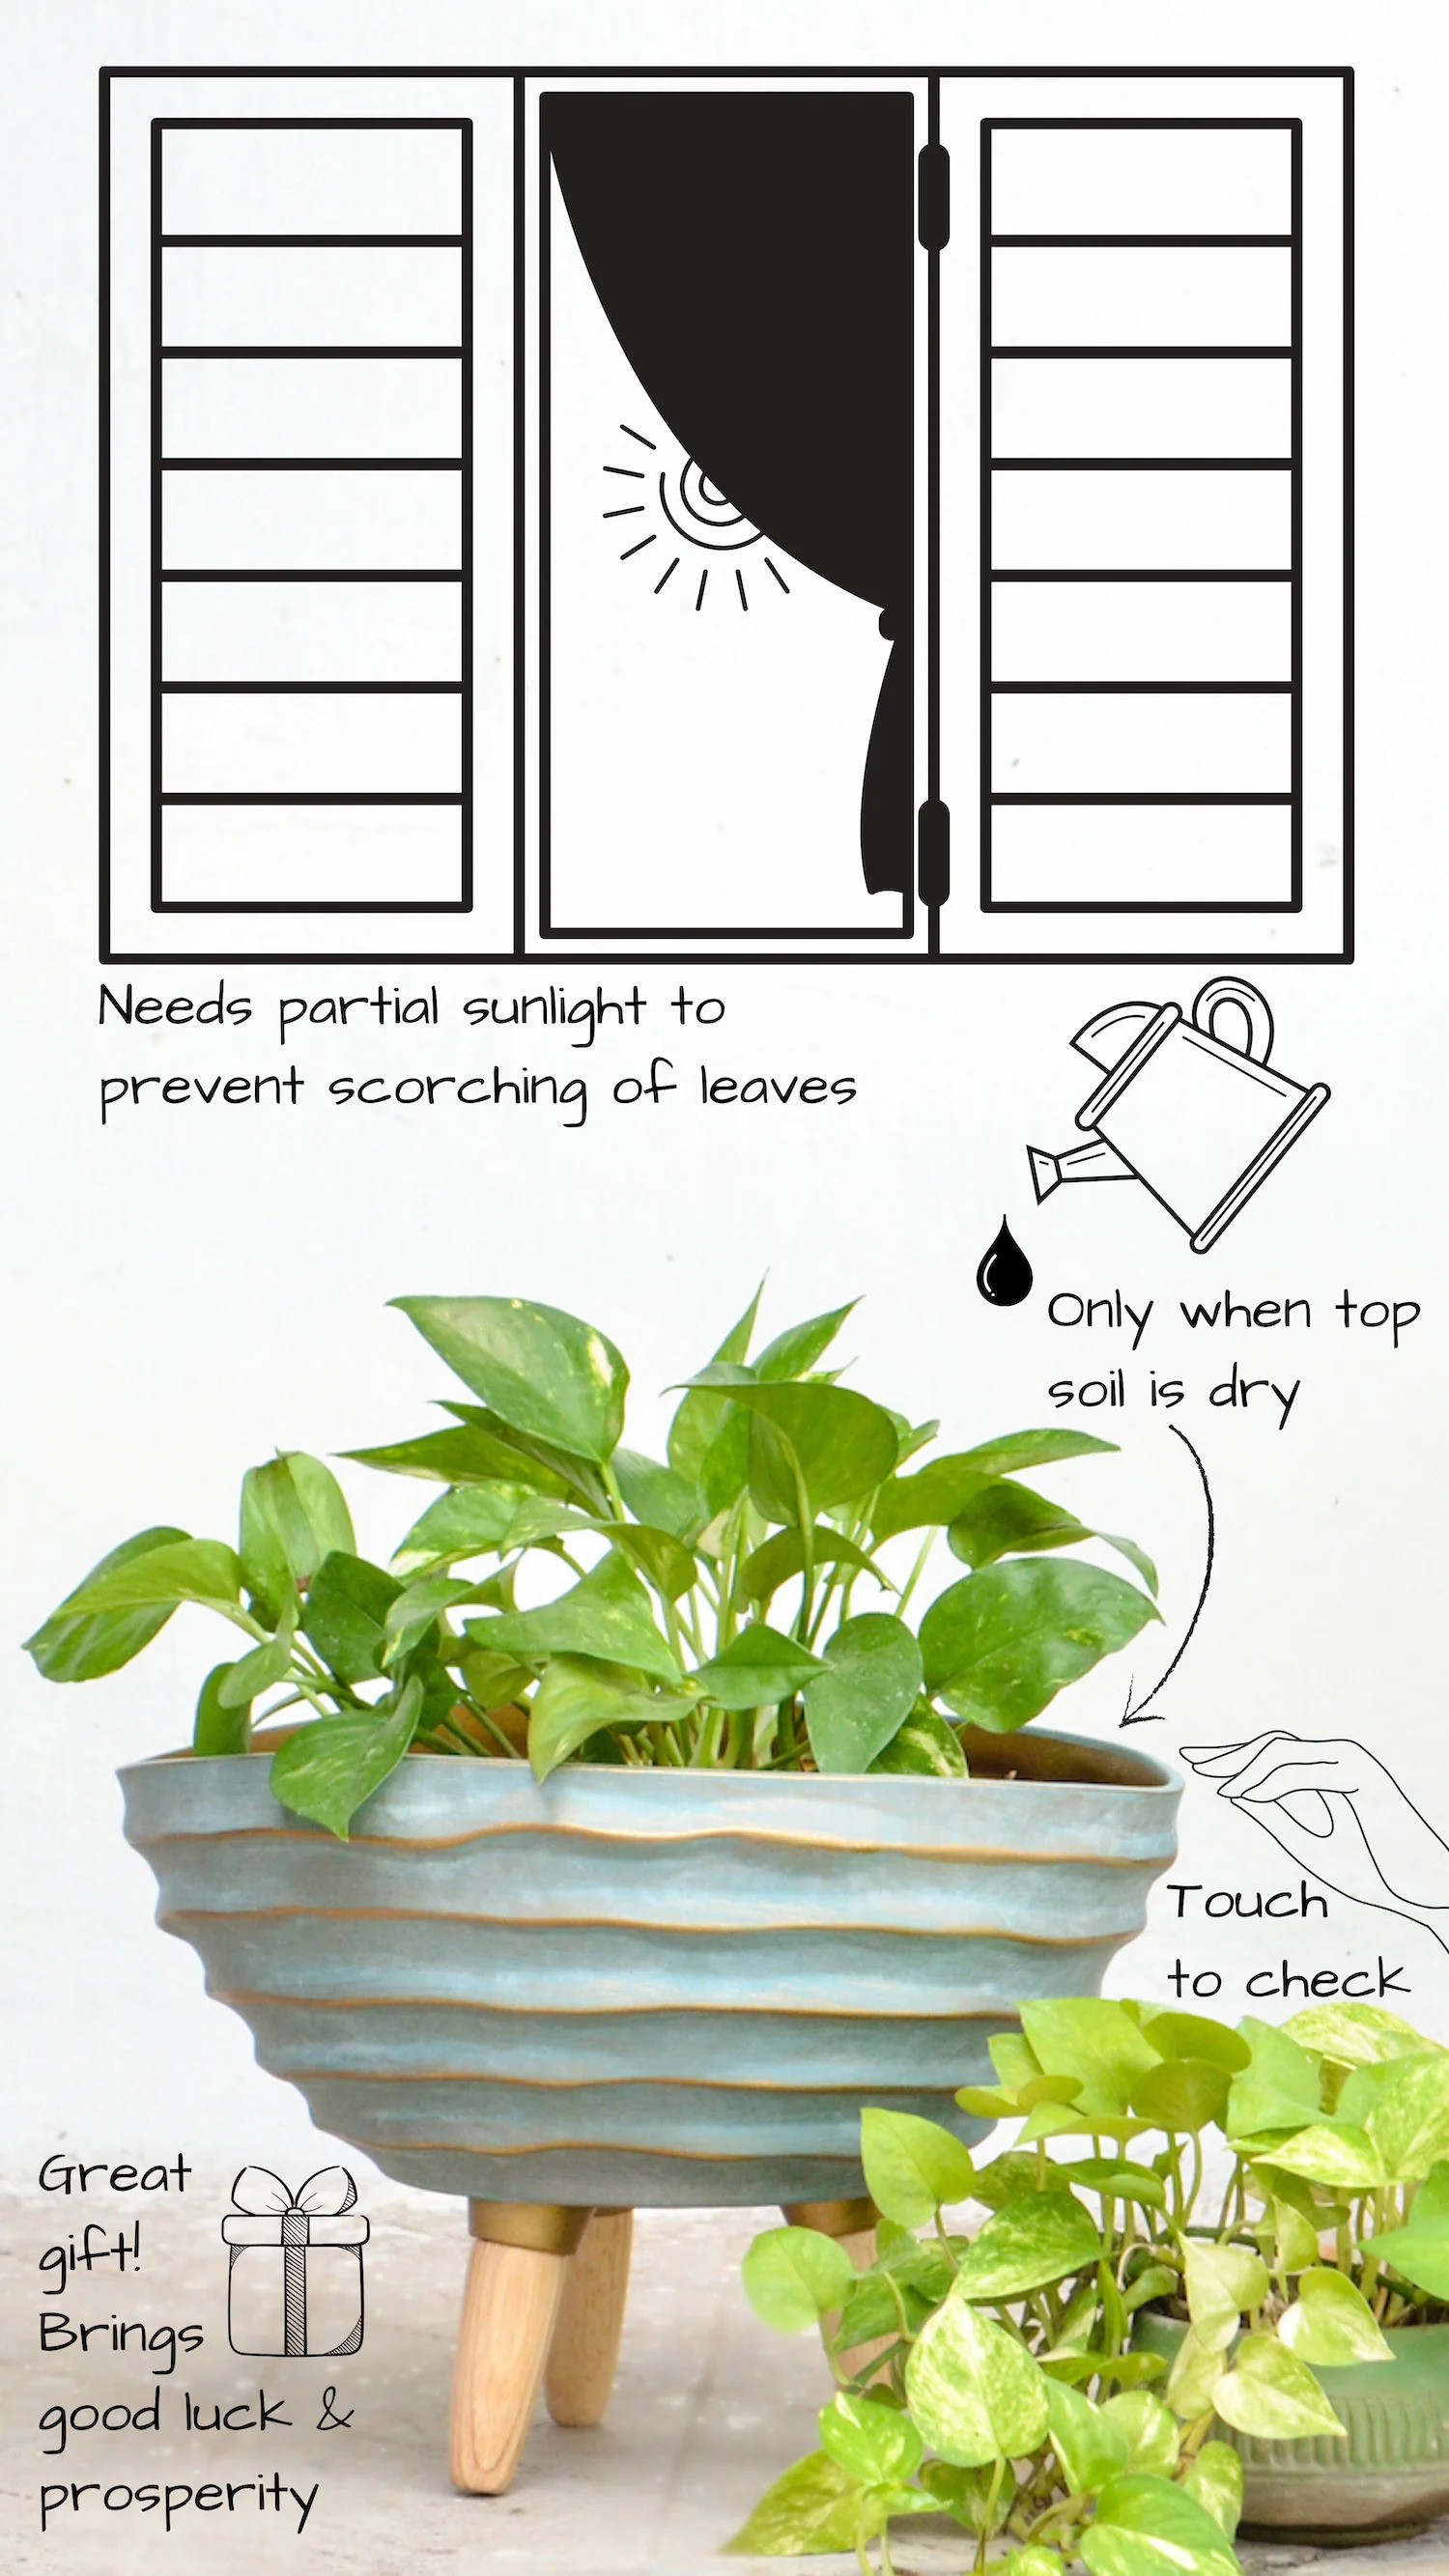 Needs partial sunlight to
prevent scorching of leaves
Only when top
soil is dry
Touch
to check
Great
gift!
Brings
good luck &
prosperity